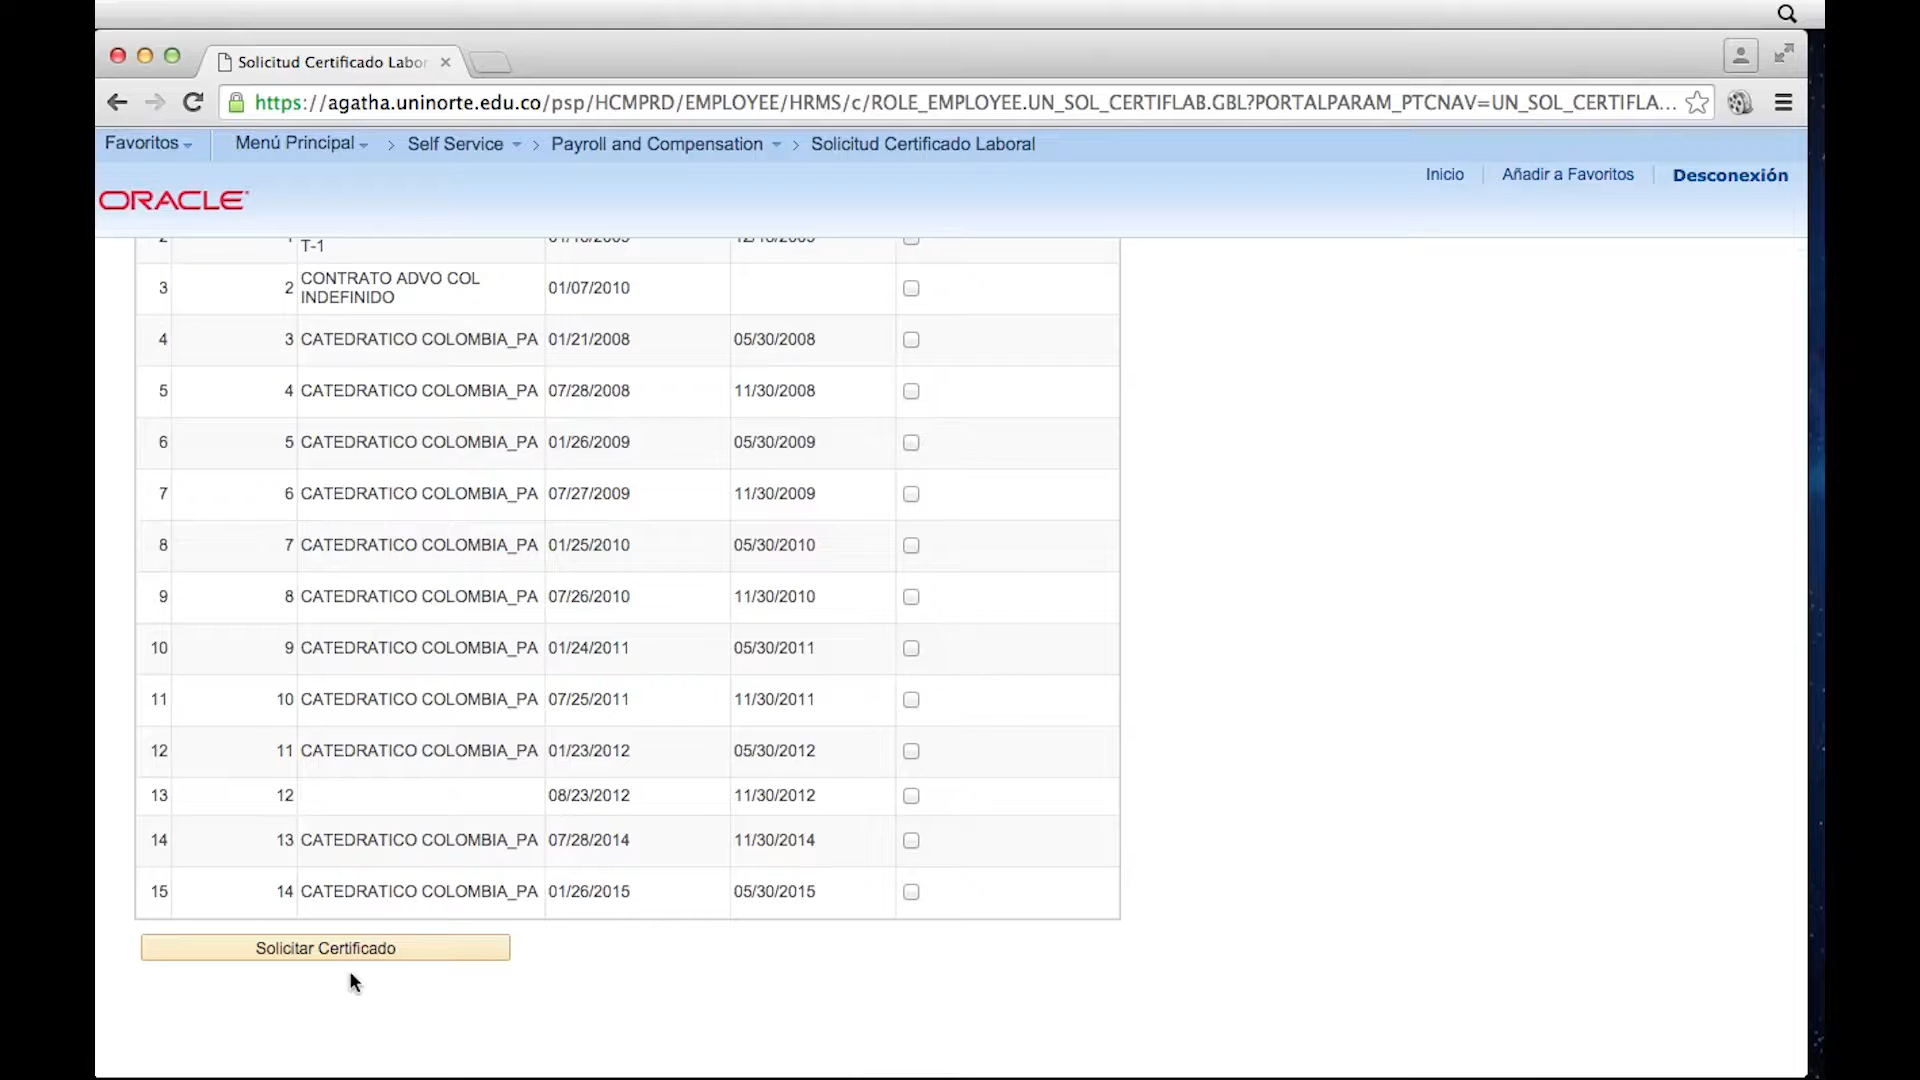 Solicitud Certificado Labor
https://agatha.uninorte.edu.co/psp/HCMPRD/EMPLOYEE/HRMS/c/ROLE_EMPLOYEE.UN_SOL_CERTIFLAB.GBL?PORTALPARAM_PTCNAV=UN_SOL_CERTIFLA...
Favoritos Menú Principal > Self Service > Payroll and Compensation > Solicitud Certificado Laboral
Inicio Añadir a Favoritos Desconexión
ORACLE
T-1
3 2 CONTRATO ADVO COL INDEFINIDO 01/07/2010
4 3 CATEDRATICO COLOMBIA_PA 01/21/2008 05/30/2008
5 4 CATEDRATICO COLOMBIA_PA 07/28/2008 11/30/2008
6 5 CATEDRATICO COLOMBIA_PA 01/26/2009 05/30/2009
7 6 CATEDRATICO COLOMBIA_PA 07/27/2009 11/30/2009
8 7 CATEDRATICO COLOMBIA_PA 01/25/2010 05/30/2010
9 8 CATEDRATICO COLOMBIA_PA 07/26/2010 11/30/2010
10 9 CATEDRATICO COLOMBIA_PA 01/24/2011 05/30/2011
11 10 CATEDRATICO COLOMBIA_PA 07/25/2011 11/30/2011
12 11 CATEDRATICO COLOMBIA_PA 01/23/2012 05/30/2012
13 12 08/23/2012 11/30/2012
14 13 CATEDRATICO COLOMBIA_PA 07/28/2014 11/30/2014
15 14 CATEDRATICO COLOMBIA_PA 01/26/2015 05/30/2015
Solicitar Certificado